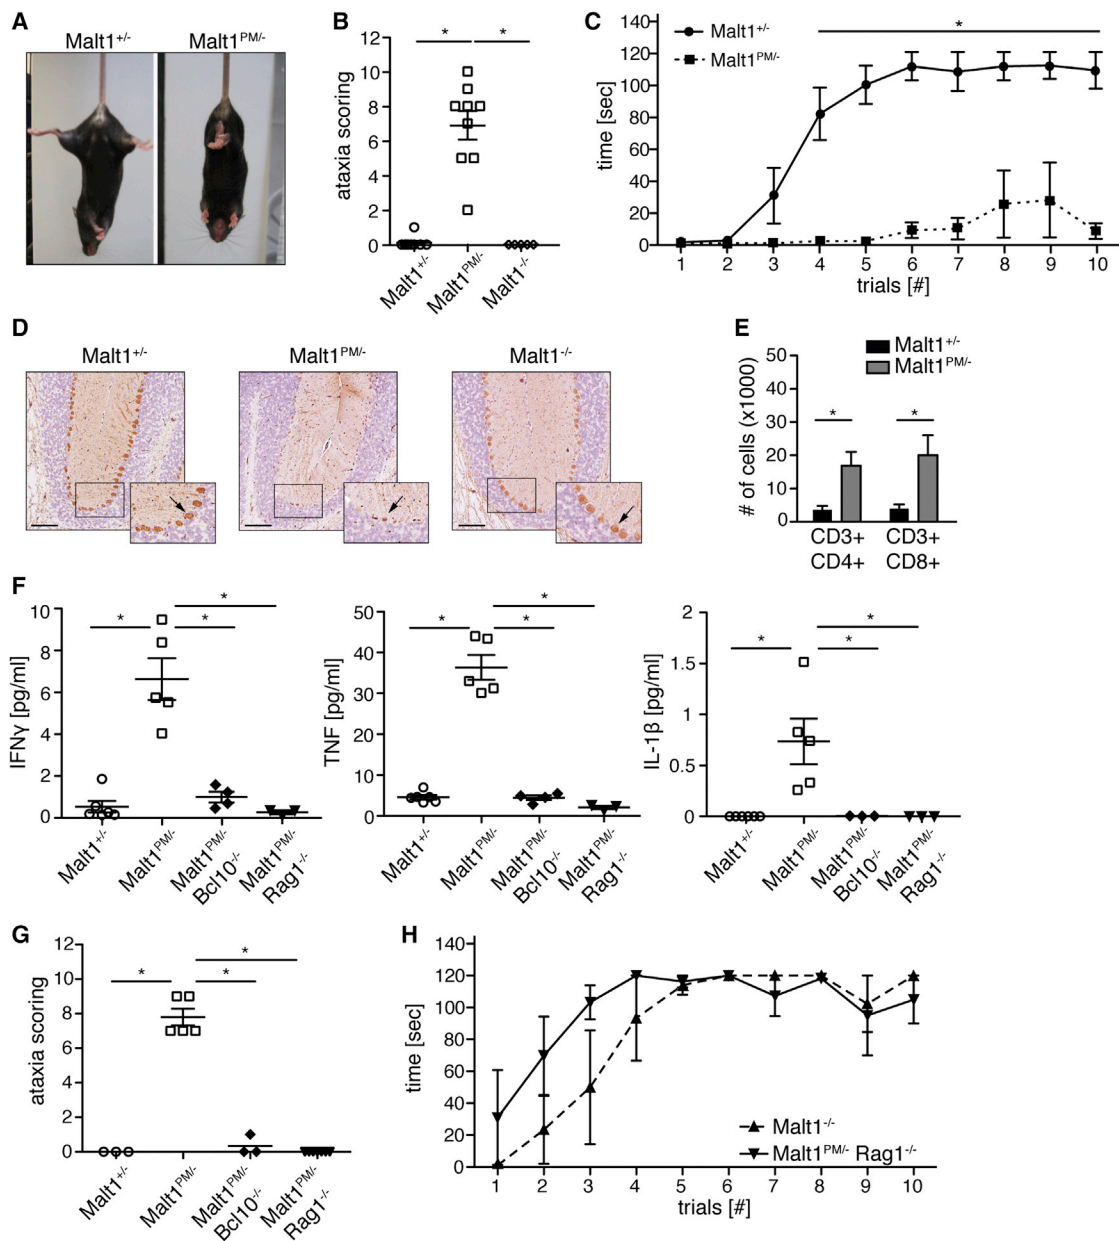 A
Malt1+/-
Malt1PM/-
B
12
10
8
6
4
2
0
ataxia scoring
*
*
Malt1+/-
Malt1PM/-
Malt1-/-
C
140
120
100
80
60
40
20
0
time [sec]
Malt1+/-
Malt1PM/-
*
1 2 3 4 5 6 7 8 9 10
trials [#]
D
Malt1+/-
Malt1PM/-
Malt1-/-
E
Malt1+/-
Malt1PM/-
50
40
30
20
10
0
# of cells (x1000)
*
*
CD3+ CD3+
CD4+ CD8+
F
10
8
6
4
2
0
IFNγ [pg/ml]
*
*
*
Malt1+/-
Malt1PM/-
Malt1PM/-
Bcl10-/-
Malt1PM/-
Rag1-/-
50
40
30
20
10
0
TNF [pg/ml]
*
*
*
Malt1+/-
Malt1PM/-
Malt1PM/-
Bcl10-/-
Malt1PM/-
Rag1-/-
2
1.5
1
0.5
0
IL-1β [pg/ml]
*
*
*
Malt1+/-
Malt1PM/-
Malt1PM/-
Bcl10-/-
Malt1PM/-
Rag1-/-
G
12
10
8
6
4
2
0
ataxia scoring
*
*
*
Malt1+/-
Malt1PM/-
Malt1PM/-
Bcl10-/-
Malt1PM/-
Rag1-/-
H
140
120
100
80
60
40
20
0
time [sec]
Malt1-/-
Malt1PM/- Rag1-/-
1 2 3 4 5 6 7 8 9 10
trials [#]